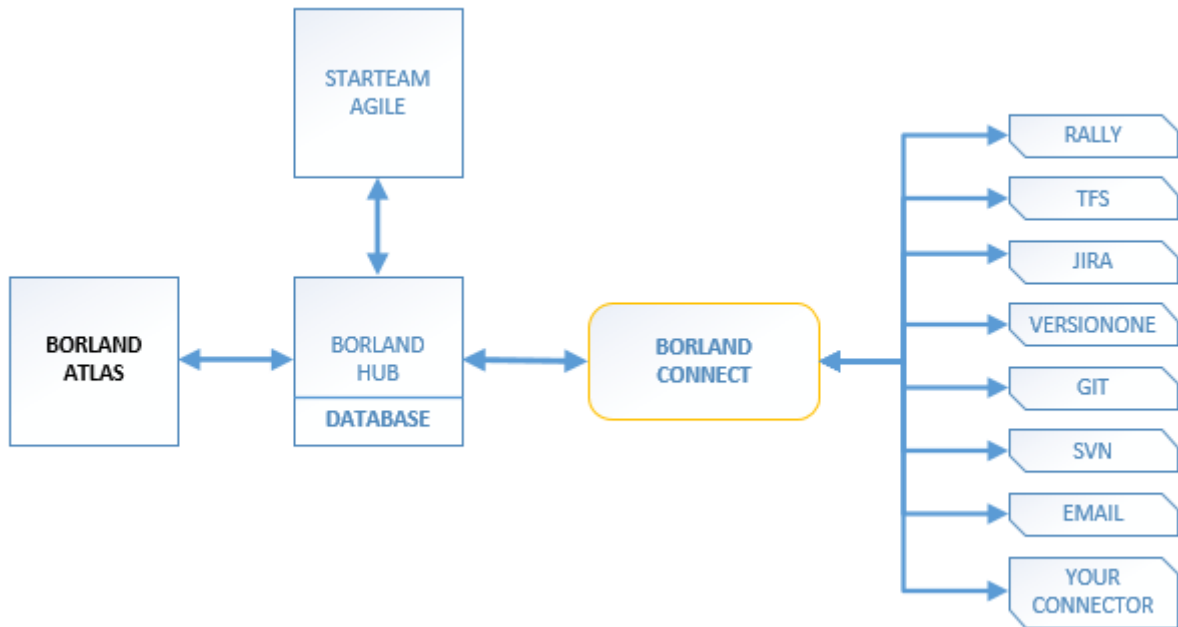 STARTEAM
AGILE
BORLAND
ATLAS
BORLAND
HUB
DATABASE
BORLAND
CONNECT
RALLY
TFS
JIRA
VERSIONONE
GIT
SVN
EMAIL
YOUR
CONNECTOR